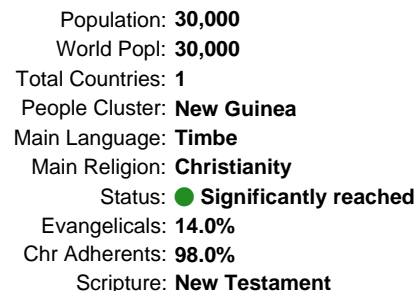 Population: 30,000
World Popl: 30,000
Total Countries: 1
People Cluster: New Guinea
Main Language: Timbe
Main Religion: Christianity
Status: Significantly reached
Evangelicals: 14.0%
Chr Adherents: 98.0%
Scripture: New Testament